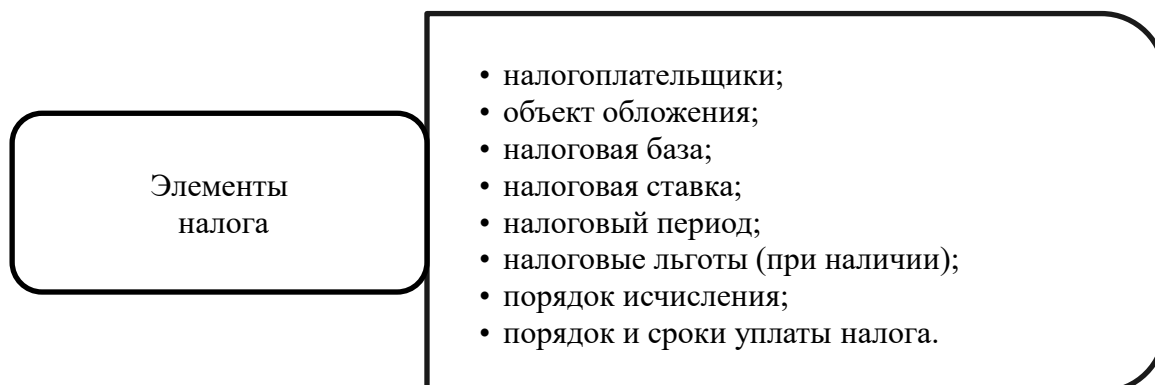 Элементы
налога
• налогоплательщики;
• объект обложения;
• налоговая база;
• налоговая ставка;
• налоговый период;
• налоговые льготы (при наличии);
• порядок исчисления;
• порядок и сроки уплаты налога.